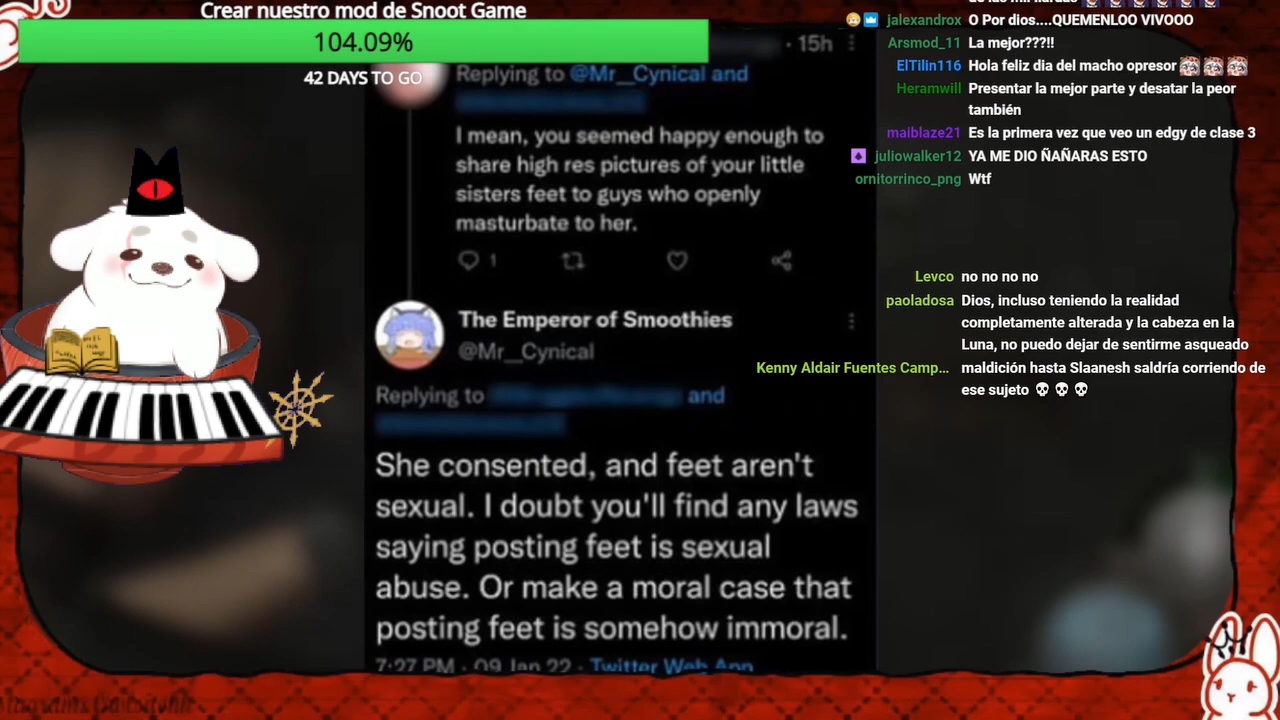 Crear nuestro mod de Snoot Game
104.09%
42 DAYS TO GO
· 15h
Replying to @Mr__Cynical and
I mean, you seemed happy enough to
share high res pictures of your little
sisters feet to guys who openly
masturbate to her.
1
The Emperor of Smoothies
@Mr__Cynical
Replying to
and
She consented, and feet aren't
sexual. I doubt you'll find any laws
saying posting feet is sexual
abuse. Or make a moral case that
posting feet is somehow immoral.
7:27 PM · 09 Jan 22 · Twitter Web App
jalexandrox O Por dios....QUEMENLOO VIVOOO
Arsmod_11 La mejor???!!
ElTilin116 Hola feliz dia del macho opresor
Heramwill Presentar la mejor parte y desatar la peor
también
maiblaze21 Es la primera vez que veo un edgy de clase 3
juliowalker12 YA ME DIO ÑAÑARAS ESTO
ornitorrinco_png Wtf
Levco no no no no
paoladosa Dios, incluso teniendo la realidad
completamente alterada y la cabeza en la
Luna, no puedo dejar de sentirme asqueado
Kenny Aldair Fuentes Camp... maldición hasta Slaanesh saldría corriendo de
ese sujeto 💀 💀 💀